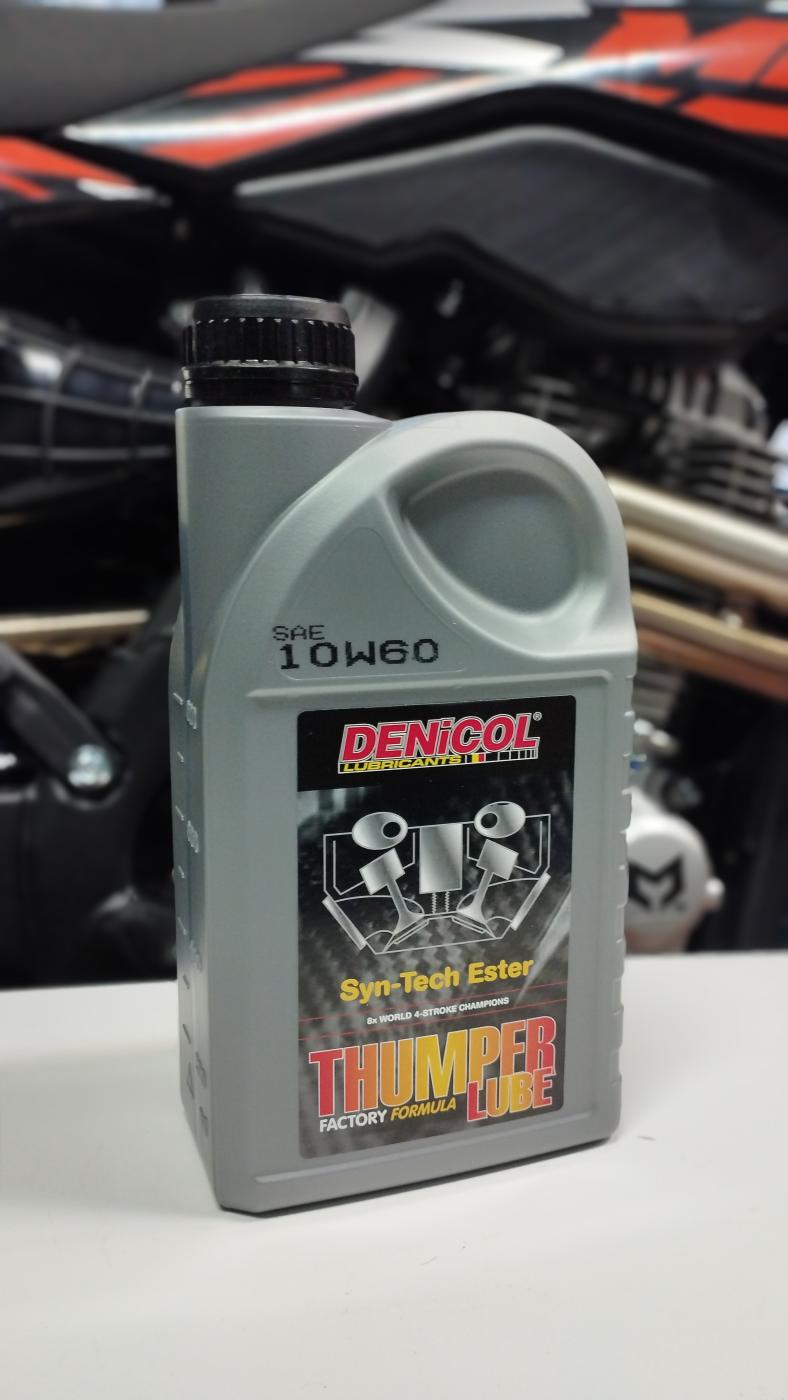 SAE
10W60
DENiCOL®
LUBRICANTS
Syn-Tech Ester
8x WORLD 4-STROKE CHAMPIONS
THUMPER
LUBE
FACTORY FORMULA